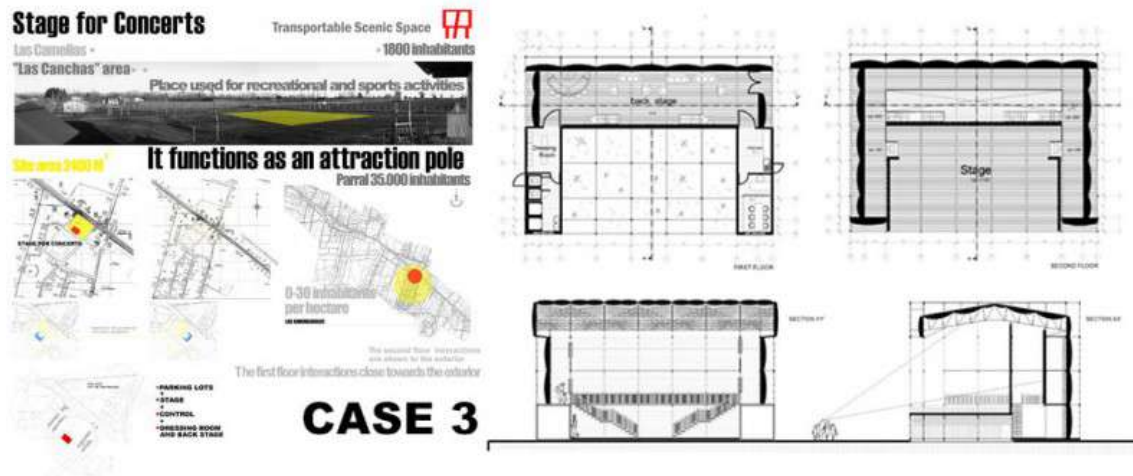 Stage for Concerts
Transportable Scenic Space
Las Camelias
1800 inhabitants
"Las Canchas" area
Place used for recreational and sports activities
Site area 2400 M²
It functions as an attraction pole
Parral 35.000 inhabitants
STAGE FOR CONCERTS
0-30 inhabitants
per hectare
The second floor interactions
are shown to the exterior
The first floor interactions close towards the exterior
PARKING LOTS
+
STAGE
+
CONTROL
+
DRESSING ROOM
AND BACK STAGE
CASE 3
back stage
Dressing
Room
FIRST FLOOR
Stage
SECOND FLOOR